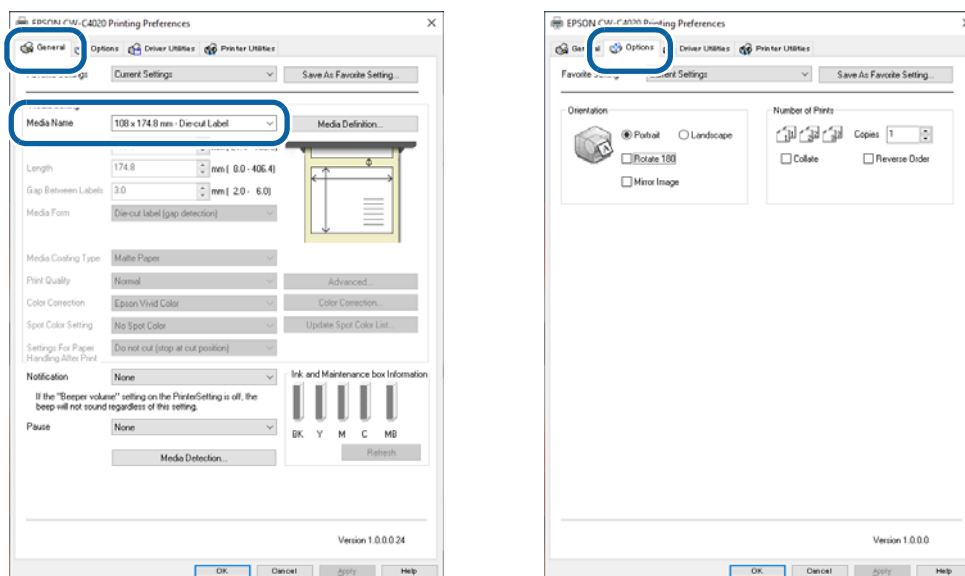 EPSON CW-C4020 Printing Preferences
General
Options
Driver Utilities
Printer Utilities
Current Settings
Save As Favorite Setting...
Media Name
108 x 174.8 mm - Die-cut Label
Media Definition...
Length
174.8
mm ( 8.0 - 406.4)
Gap Between Labels
3.0
mm ( 2.0 - 6.0)
Media Form
Die-cut label (gap detection)
Media Coating Type
Matte Paper
Print Quality
Normal
Advanced...
Color Correction
Epson Vivid Color
Color Correction...
Spot Color Setting
No Spot Color
Update Spot Color List...
Settings For Paper
Handling After Print
Do not cut (stop at cut position)
Notification
None
If the "Beeper volume" setting on the PrinterSetting is off, the
beep will not sound regardless of this setting.
Pause
None
Media Detection...
Ink and Maintenance box Information
BK Y M C MB
Refresh
Version 1.0.0.0 24
OK
Cancel
Apply
Help
EPSON CW-C4020 Printing Preferences
Options
Driver Utilities
Printer Utilities
Favorite
Settings
Save As Favorite Setting...
Orientation
Portrait
Landscape
Rotate 180
Mirror Image
Number of Prints
Copies
1
Collate
Reverse Order
Version 1.0.0.0
OK
Cancel
Apply
Help